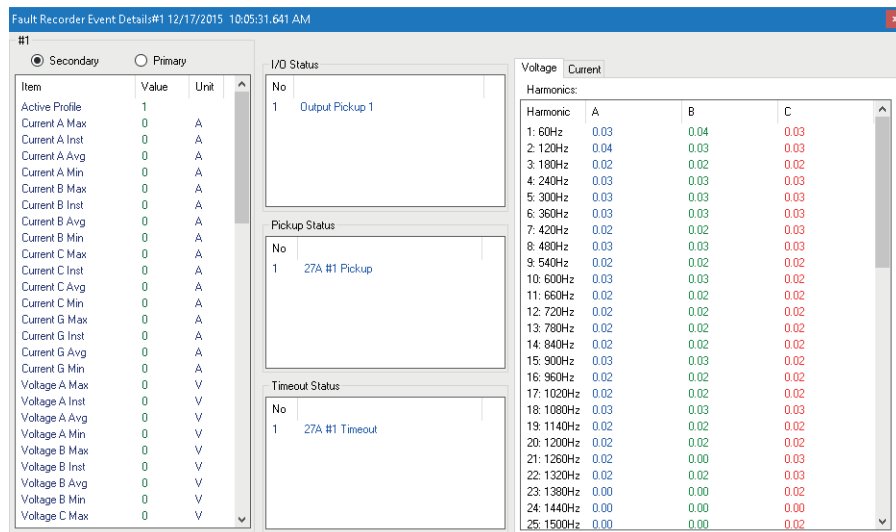 Fault Recorder Event Details#1 12/17/2015 10:05:31.641 AM
#1
Secondary Primary
Item Value Unit
Active Profile 1
Current A Max 0 A
Current A Inst 0 A
Current A Avg 0 A
Current A Min 0 A
Current B Max 0 A
Current B Inst 0 A
Current B Avg 0 A
Current B Min 0 A
Current C Max 0 A
Current C Inst 0 A
Current C Avg 0 A
Current C Min 0 A
Current G Max 0 A
Current G Inst 0 A
Current G Avg 0 A
Current G Min 0 A
Voltage A Max 0 V
Voltage A Inst 0 V
Voltage A Avg 0 V
Voltage A Min 0 V
Voltage B Max 0 V
Voltage B Inst 0 V
Voltage B Avg 0 V
Voltage B Min 0 V
Voltage C Max 0 V
I/O Status
No
1 Output Pickup 1
Pickup Status
No
1 27A #1 Pickup
Timeout Status
No
1 27A #1 Timeout
Voltage Current
Harmonics:
Harmonic A B C
1: 60Hz 0.03 0.04 0.03
2: 120Hz 0.04 0.03 0.03
3: 180Hz 0.02 0.02 0.02
4: 240Hz 0.03 0.03 0.03
5: 300Hz 0.03 0.03 0.03
6: 360Hz 0.03 0.03 0.03
7: 420Hz 0.02 0.02 0.02
8: 480Hz 0.03 0.03 0.03
9: 540Hz 0.02 0.02 0.02
10: 600Hz 0.03 0.03 0.03
11: 660Hz 0.02 0.02 0.02
12: 720Hz 0.02 0.02 0.02
13: 780Hz 0.02 0.02 0.02
14: 840Hz 0.02 0.02 0.02
15: 900Hz 0.03 0.03 0.02
16: 960Hz 0.02 0.02 0.02
17: 1020Hz 0.02 0.02 0.02
18: 1080Hz 0.03 0.03 0.03
19: 1140Hz 0.02 0.02 0.02
20: 1200Hz 0.02 0.02 0.02
21: 1260Hz 0.02 0.00 0.02
22: 1320Hz 0.02 0.02 0.03
23: 1380Hz 0.00 0.00 0.02
24: 1440Hz 0.00 0.00 0.00
25: 1500Hz 0.00 0.00 0.02